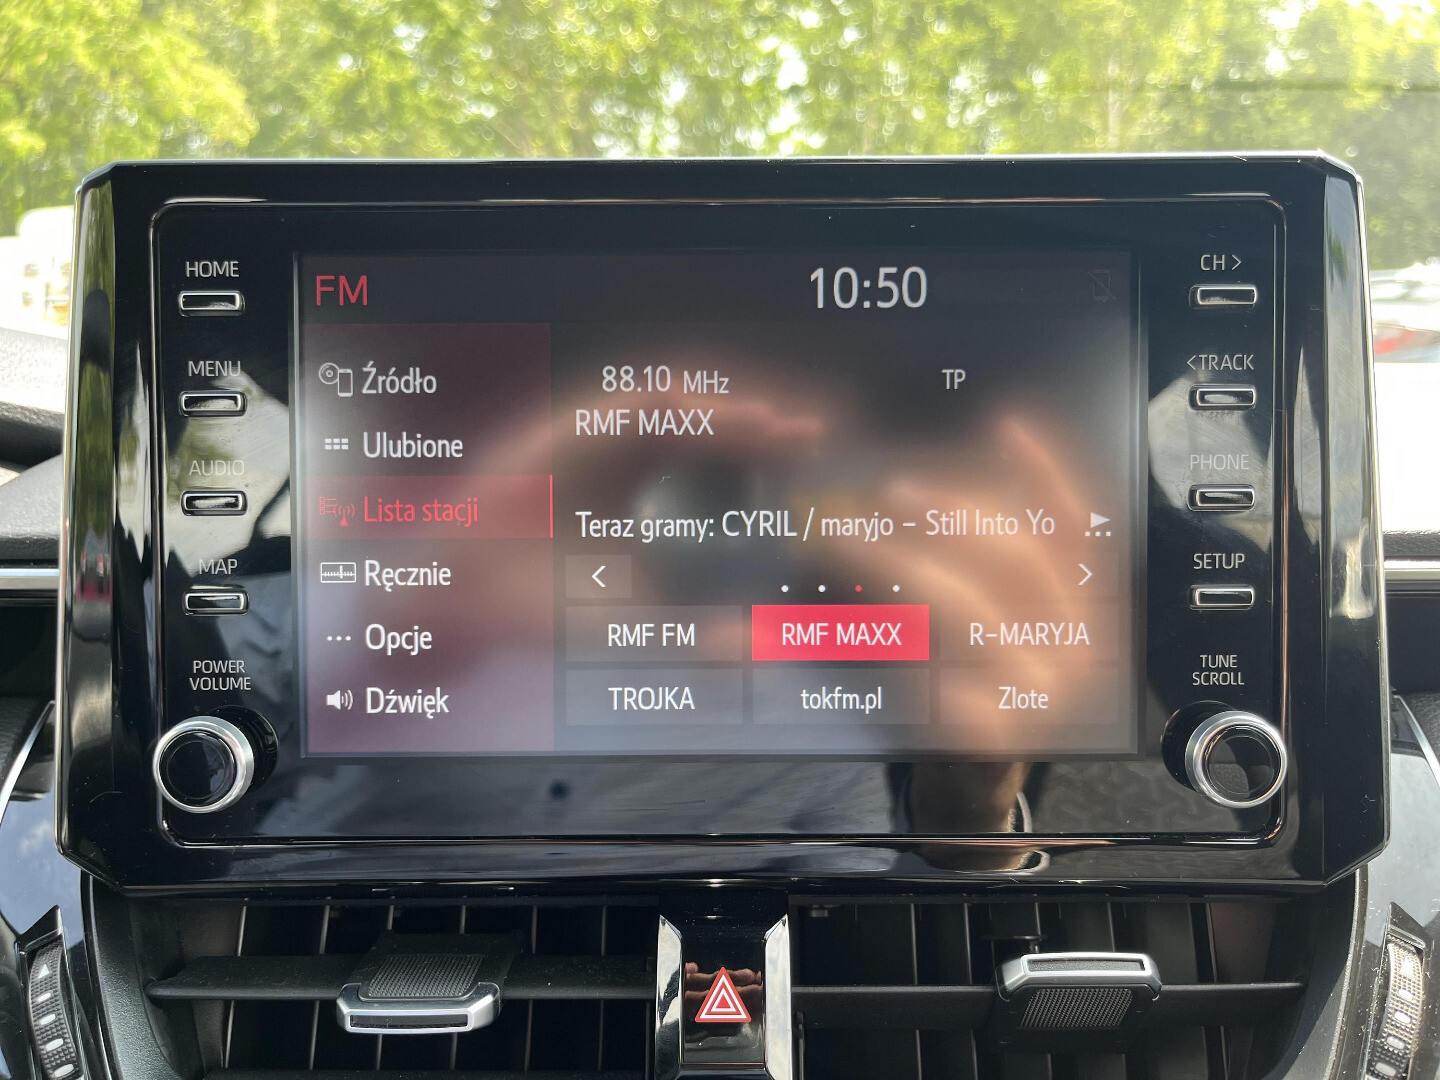 HOME
MENU
AUDIO
MAP
POWER
VOLUME
FM
10:50
Źródło
Ulubione
Lista stacji
Ręcznie
Opcje
Dźwięk
88.10 MHz
TP
RMF MAXX
Teraz gramy: CYRIL / maryjo – Still Into Yo
RMF FM
RMF MAXX
R-MARYJA
TROJKA
tokfm.pl
Zlote
CH >
< TRACK
PHONE
SETUP
TUNE
SCROLL